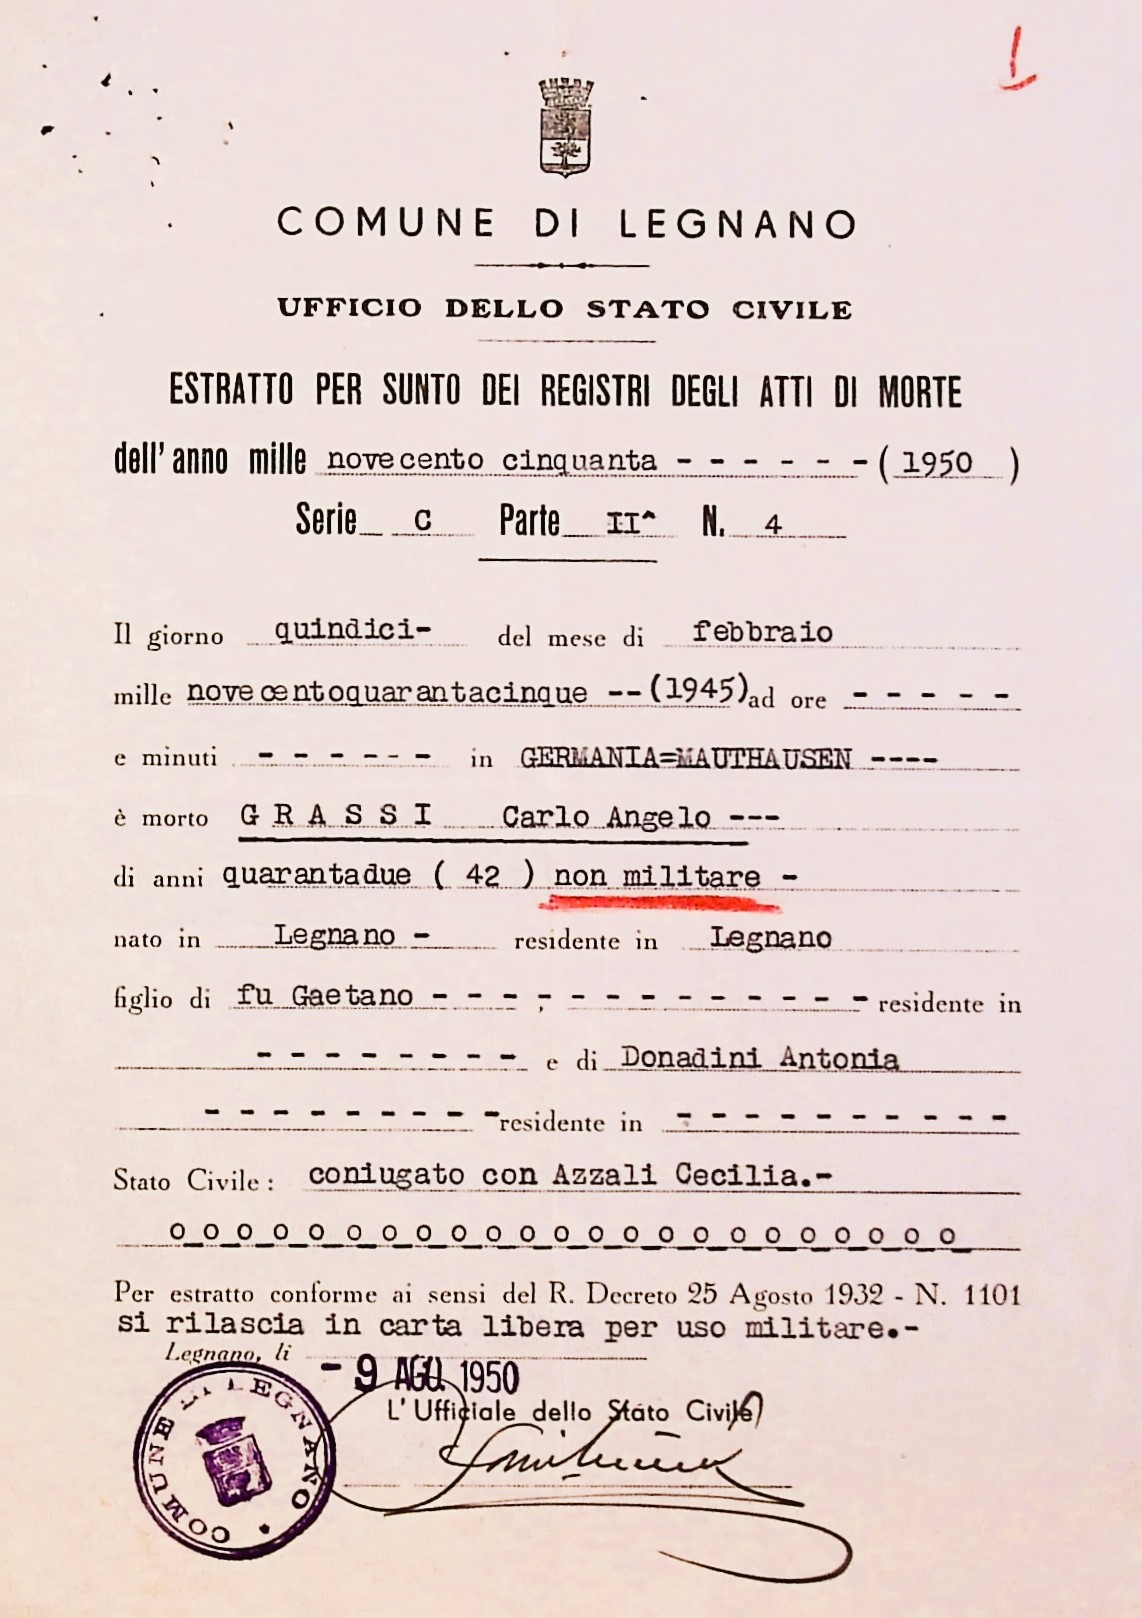 COMUNE DI LEGNANO
UFFICIO DELLO STATO CIVILE
ESTRATTO PER SUNTO DEI REGISTRI DEGLI ATTI DI MORTE
dell'anno mille novecento cinquanta - - - - - - ( 1950 )
Serie C Parte II^ N. 4
Il giorno quindici- del mese di febbraio
mille novecentoquarantacinque --(1945) ad ore - - - - -
e minuti - - - - - - in GERMANIA=MAUTHAUSEN ----
è morto G R A S S I Carlo Angelo ---
di anni quarantadue ( 42 ) non militare -
nato in Legnano - residente in Legnano
figlio di fu Gaetano - - - ; - - - - - - - - - residente in
- - - - - - - - e di Donadini Antonia
- - - - - - - - - residente in - - - - - - - - - -
Stato Civile : coniugato con Azzali Cecilia.-
o_o_o_o_o_o_o_o_o_o_o_o_o_o_o_o_o_o_o_o_o_o_o
Per estratto conforme ai sensi del R. Decreto 25 Agosto 1932 - N. 1101
si rilascia in carta libera per uso militare.-
Legnano, li - 9 AGO. 1950
L'Ufficiale dello Stato Civile
COMUNE DI LEGNANO